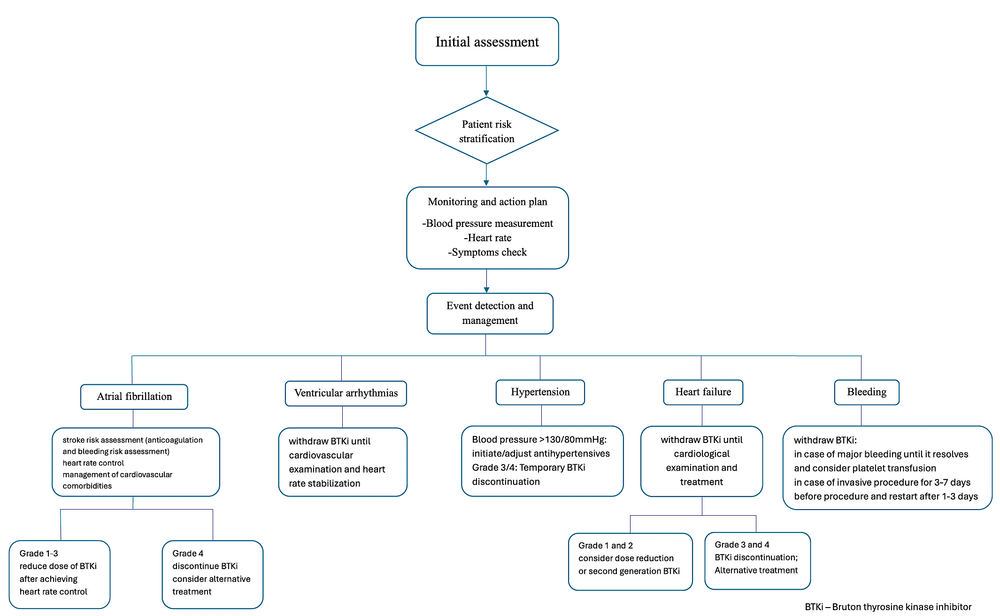 Initial assessment
Patient risk
stratification
Monitoring and action plan
-Blood pressure measurement
-Heart rate
-Symptoms check
Event detection and
management
Atrial fibrillation
Ventricular arrhythmias
Hypertension
Heart failure
Bleeding
stroke risk assessment (anticoagulation
and bleeding risk assessment)
heart rate control
management of cardiovascular
comorbidities
withdraw BTKi until
cardiovascular
examination and heart
rate stabilization
Blood pressure >130/80mmHg:
initiate/adjust antihypertensives
Grade 3/4: Temporary BTKi
discontinuation
withdraw BTKi until
cardiological
examination and
treatment
withdraw BTKi:
in case of major bleeding until it resolves
and consider platelet transfusion
in case of invasive procedure for 3-7 days
before procedure and restart after 1-3 days
Grade 1-3
reduce dose of BTKi
after achieving
heart rate control
Grade 4
discontinue BTKi
consider alternative
treatment
Grade 1 and 2
consider dose reduction
or second generation BTKi
Grade 3 and 4
BTKi discontinuation;
Alternative treatment
BTKi – Bruton thyrosine kinase inhibitor